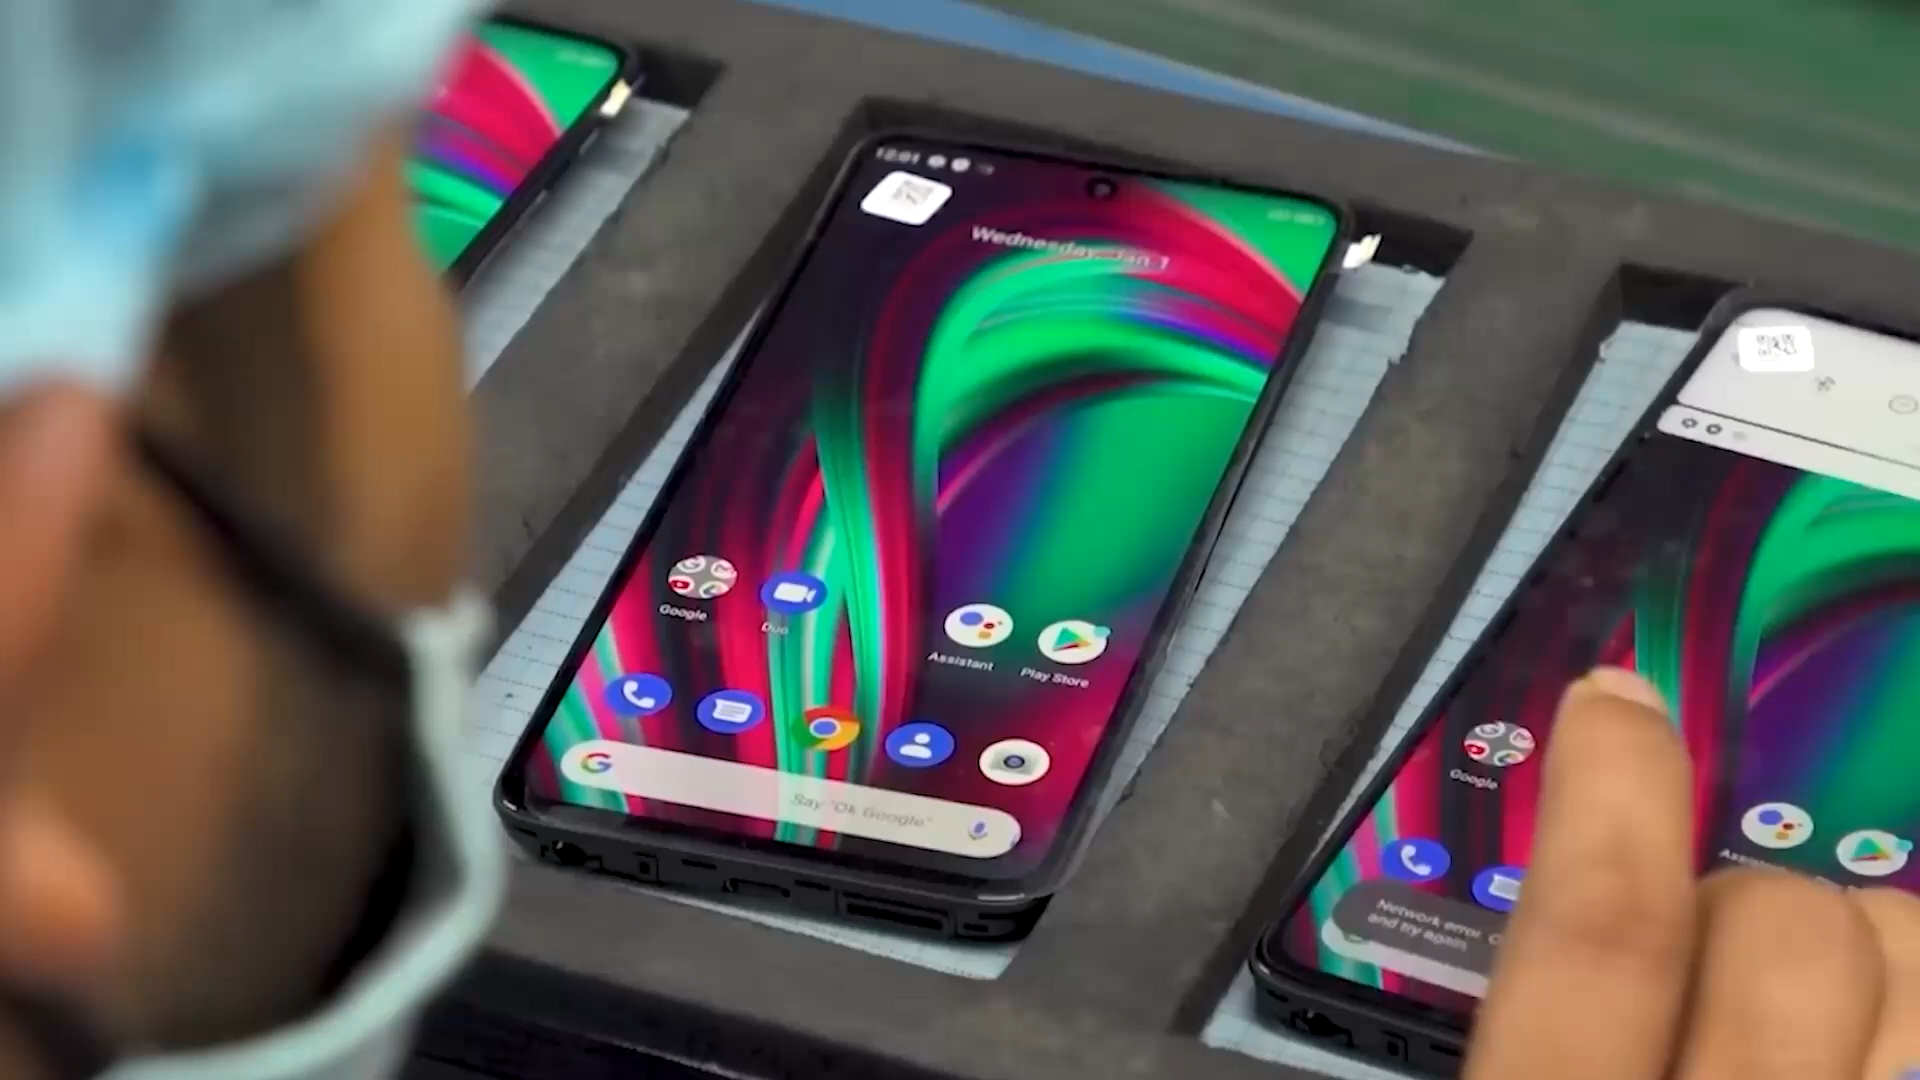 12:01
Wednesday, Jan 1
Google
Duo
Assistant
Play Store
G
Say "Ok Google"
Google
Network error. C
and try again